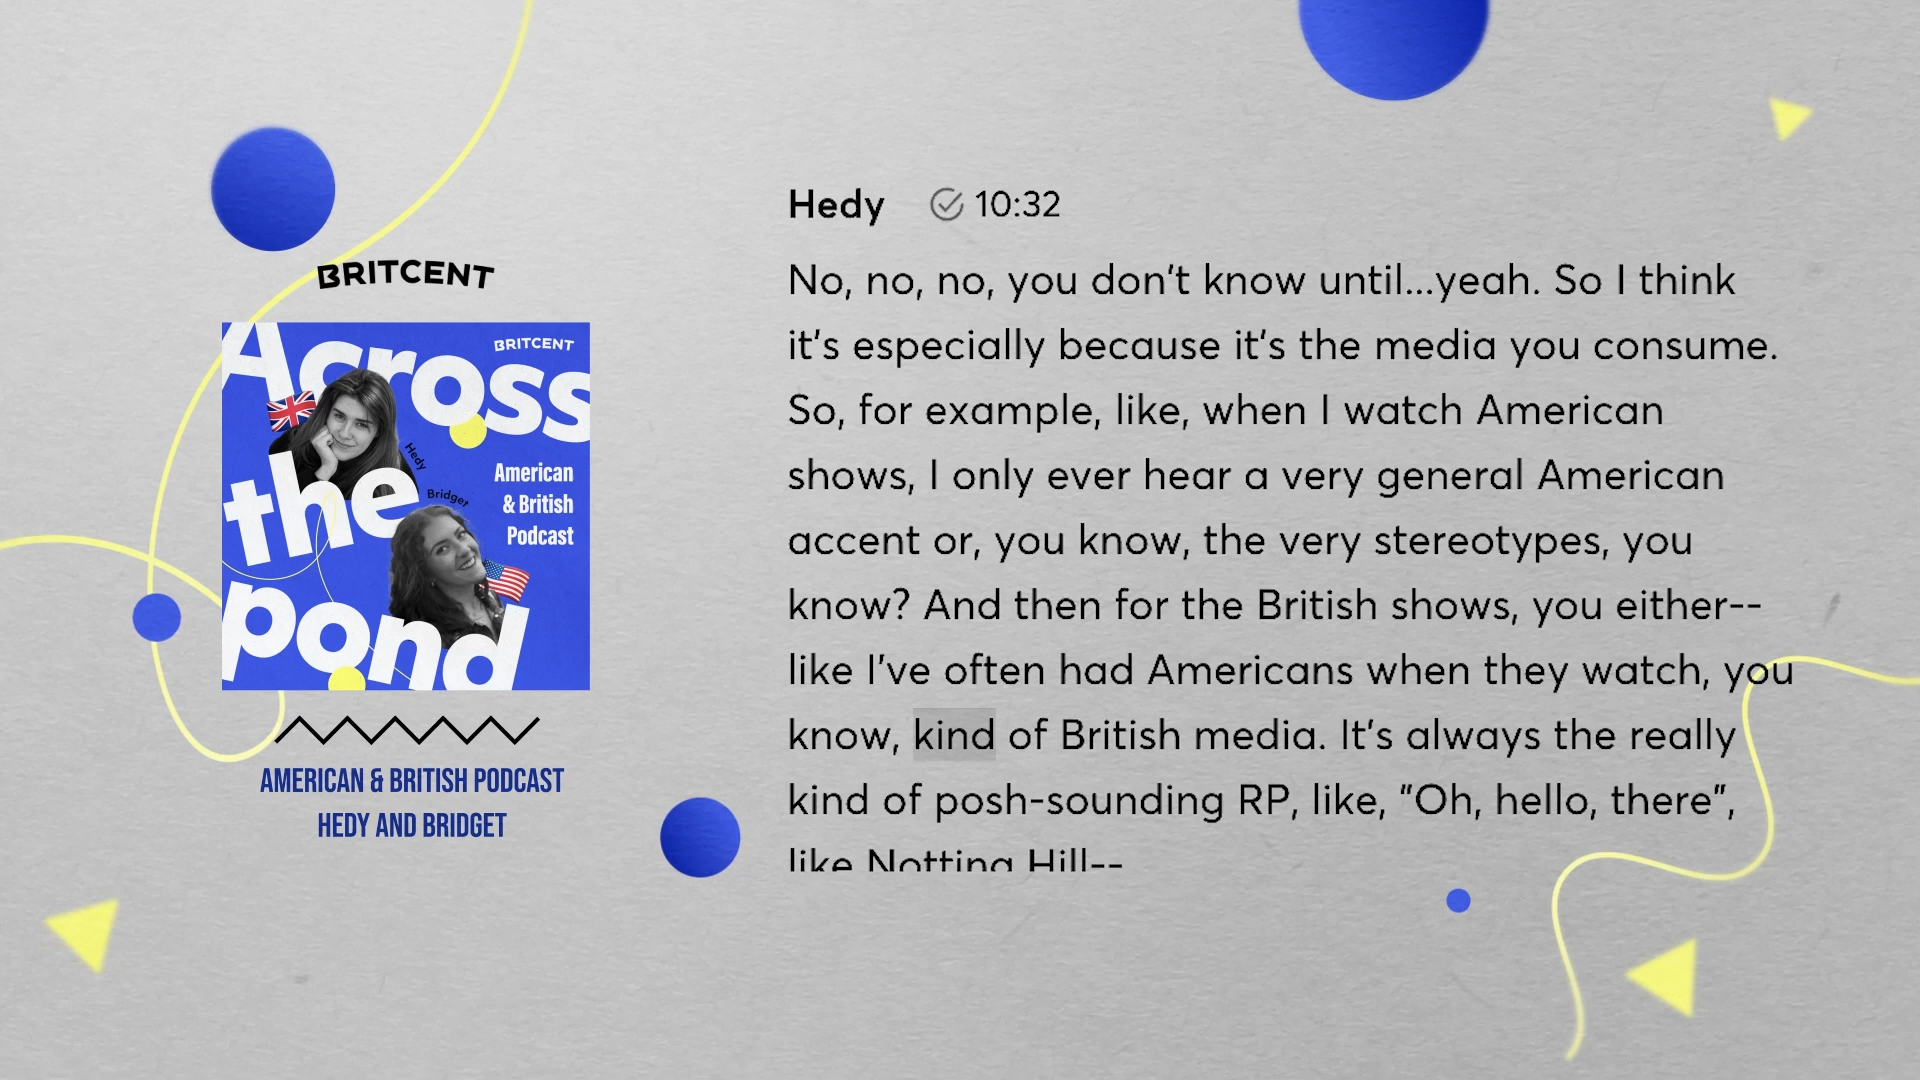 BRITCENT
Across
the
pond
BRITCENT
Hedy
Bridget
American
& British
Podcast
AMERICAN & BRITISH PODCAST
HEDY AND BRIDGET
Hedy 10:32
No, no, no, you don't know until...yeah. So I think
it's especially because it's the media you consume.
So, for example, like, when I watch American
shows, I only ever hear a very general American
accent or, you know, the very stereotypes, you
know? And then for the British shows, you either--
like I've often had Americans when they watch, you
know, kind of British media. It's always the really
kind of posh-sounding RP, like, "Oh, hello, there",
like Notting Hill--